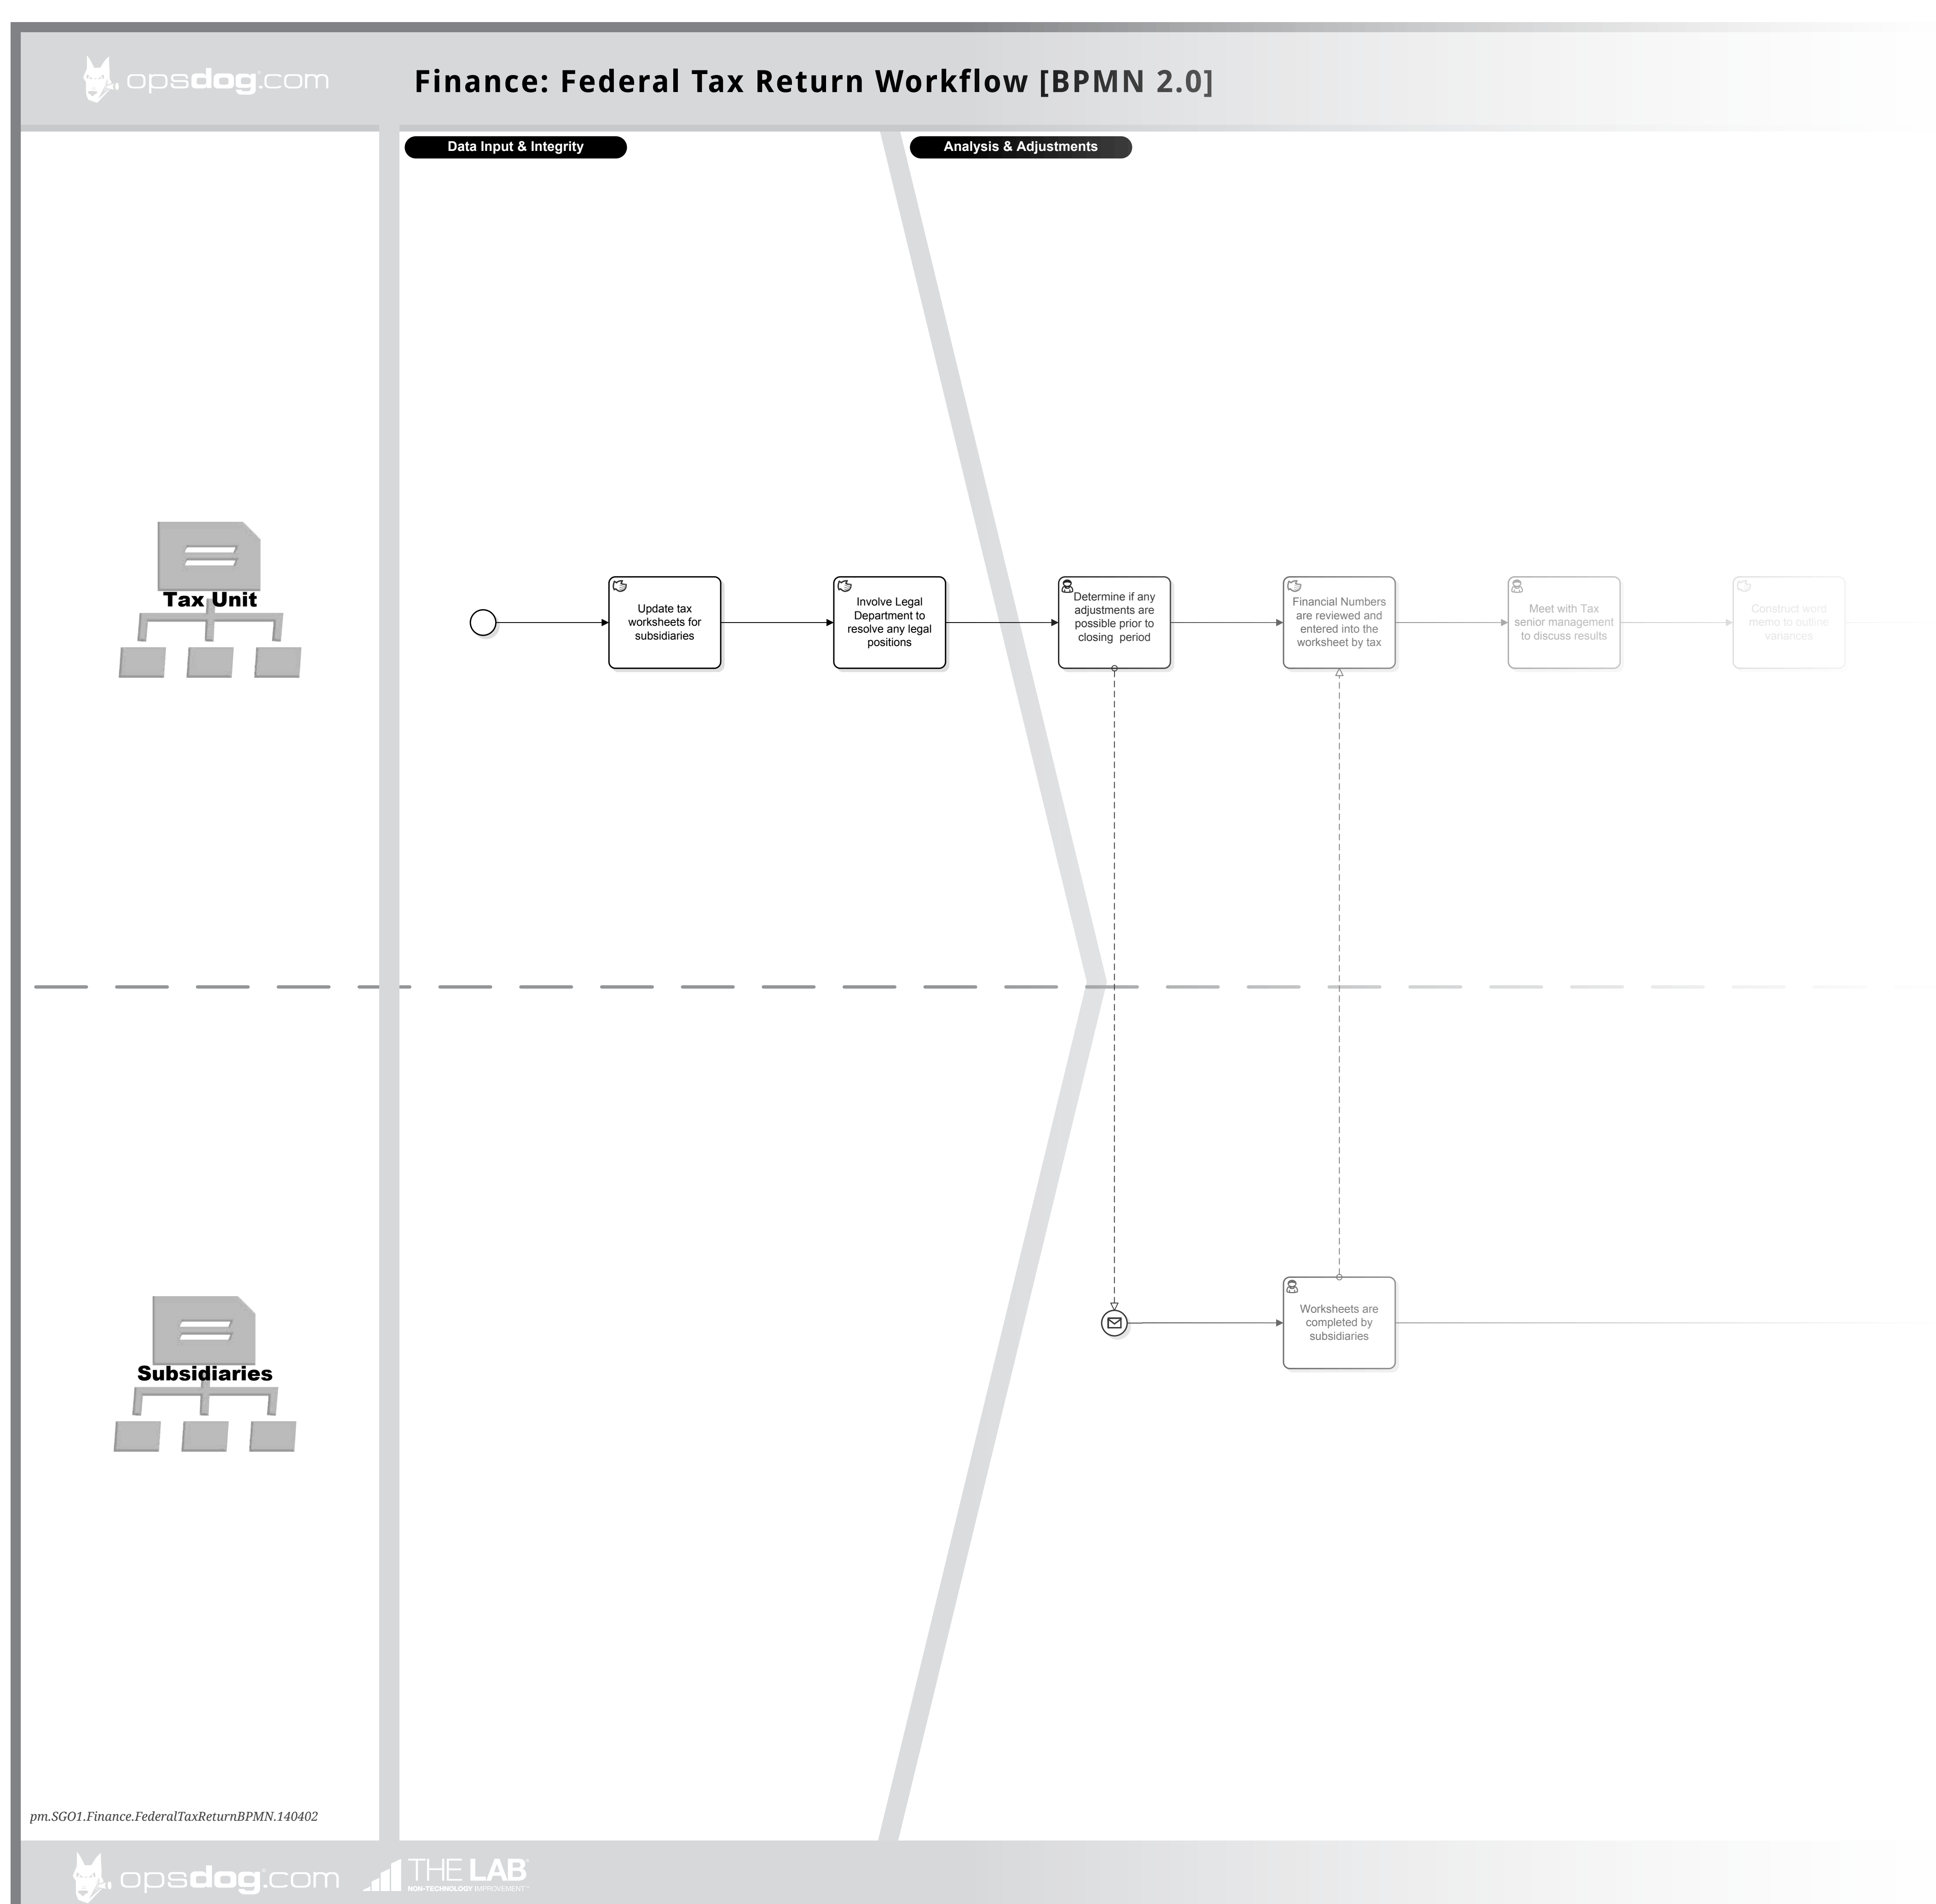 opsdog.com
Finance: Federal Tax Return Workflow [BPMN 2.0]
Data Input & Integrity
Analysis & Adjustments
Tax Unit
Update tax
worksheets for
subsidiaries
Involve Legal
Department to
resolve any legal
positions
Determine if any
adjustments are
possible prior to
closing period
Financial Numbers
are reviewed and
entered into the
worksheet by tax
Meet with Tax
senior management
to discuss results
Construct word
memo to outline
variances
Subsidiaries
Worksheets are
completed by
subsidiaries
pm.SGO1.Finance.FederalTaxReturnBPMN.140402
opsdog.com
THE LAB
NON-TECHNOLOGY IMPROVEMENT